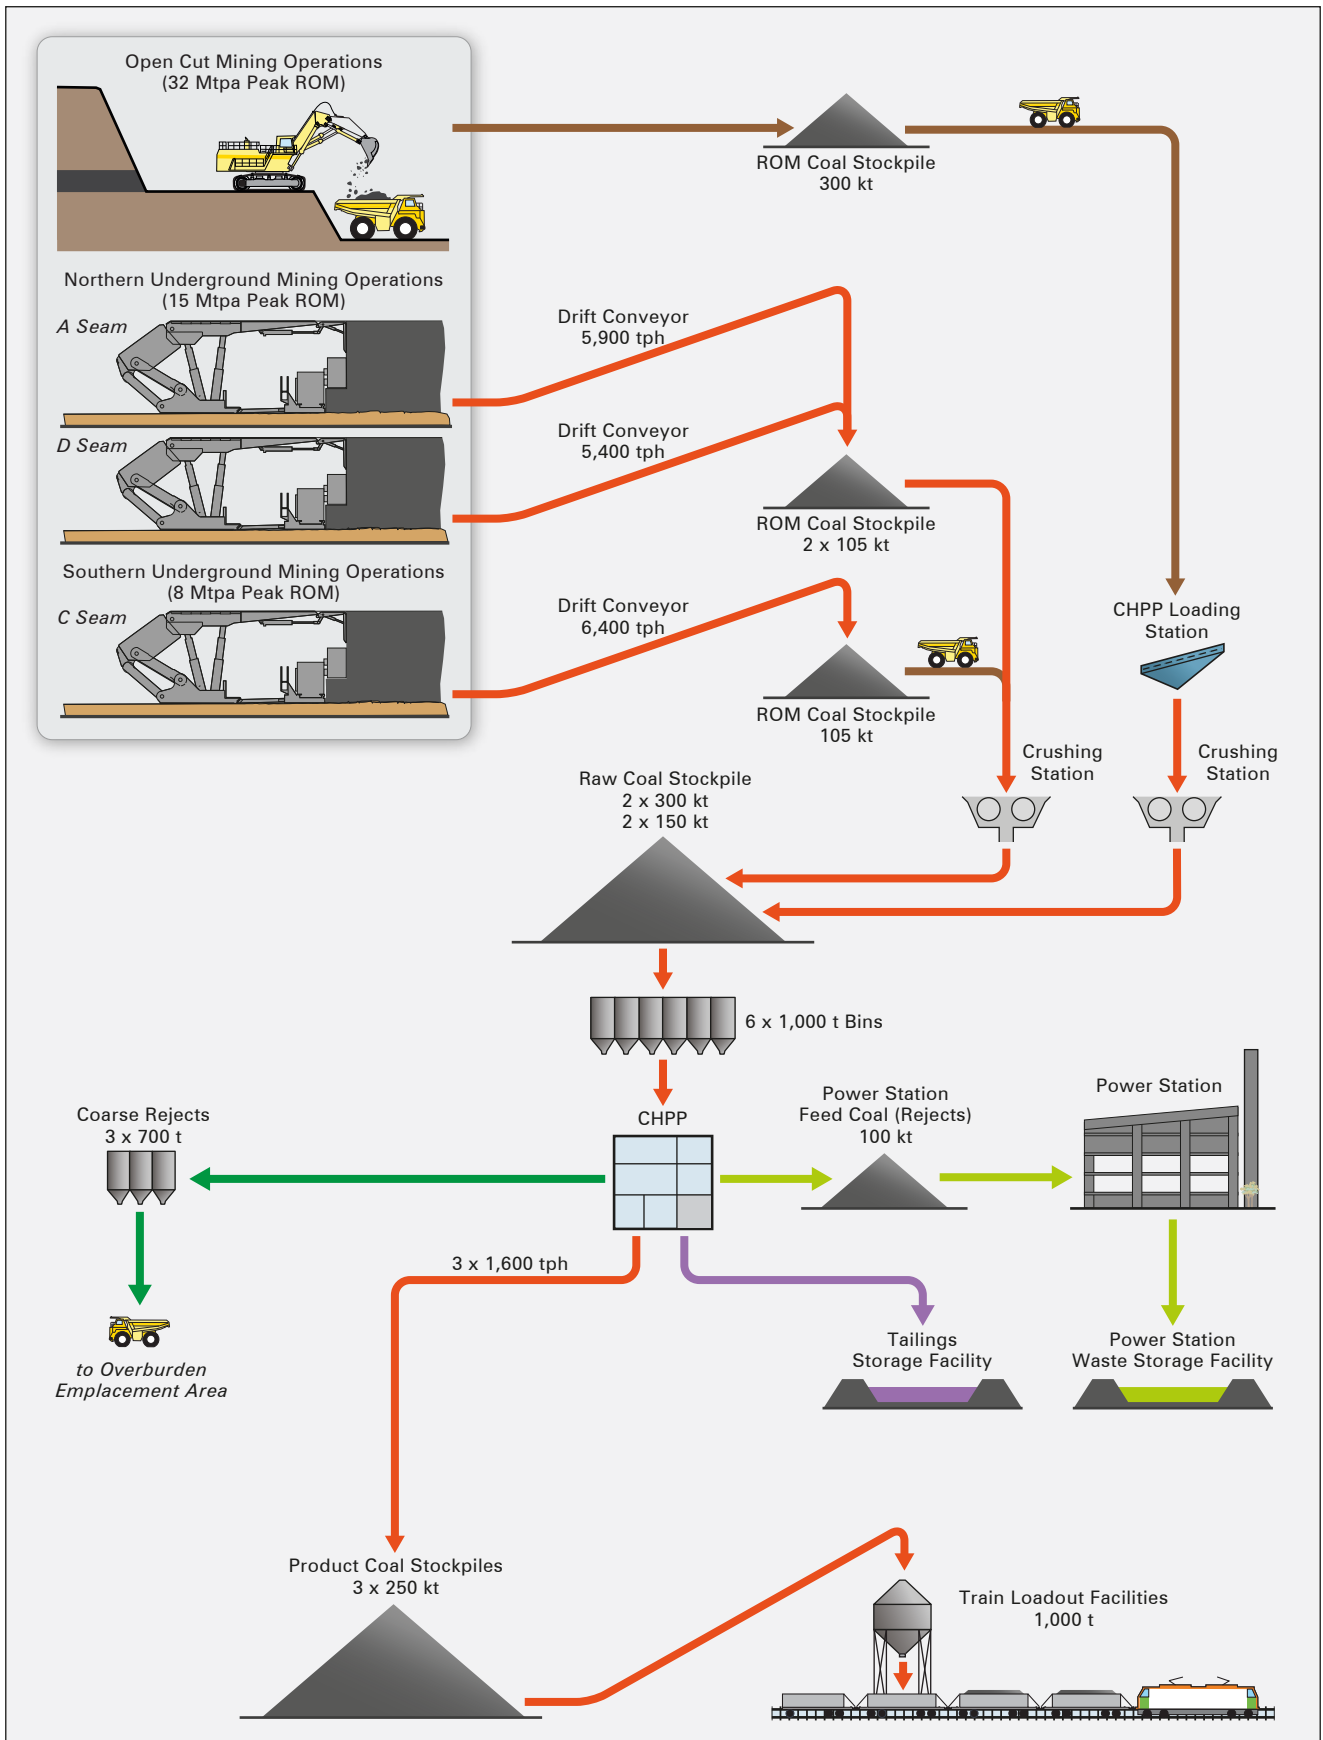 Open Cut Mining Operations
(32 Mtpa Peak ROM)
ROM Coal Stockpile
300 kt
Northern Underground Mining Operations
(15 Mtpa Peak ROM)
A Seam
Drift Conveyor
5,900 tph
D Seam
Drift Conveyor
5,400 tph
ROM Coal Stockpile
2 x 105 kt
Southern Underground Mining Operations
(8 Mtpa Peak ROM)
C Seam
Drift Conveyor
6,400 tph
CHPP Loading
Station
ROM Coal Stockpile
105 kt
Crushing
Station
Crushing
Station
Raw Coal Stockpile
2 x 300 kt
2 x 150 kt
6 x 1,000 t Bins
Coarse Rejects
3 x 700 t
CHPP
Power Station
Feed Coal (Rejects)
100 kt
Power Station
3 x 1,600 tph
to Overburden
Emplacement Area
Tailings
Storage Facility
Power Station
Waste Storage Facility
Product Coal Stockpiles
3 x 250 kt
Train Loadout Facilities
1,000 t